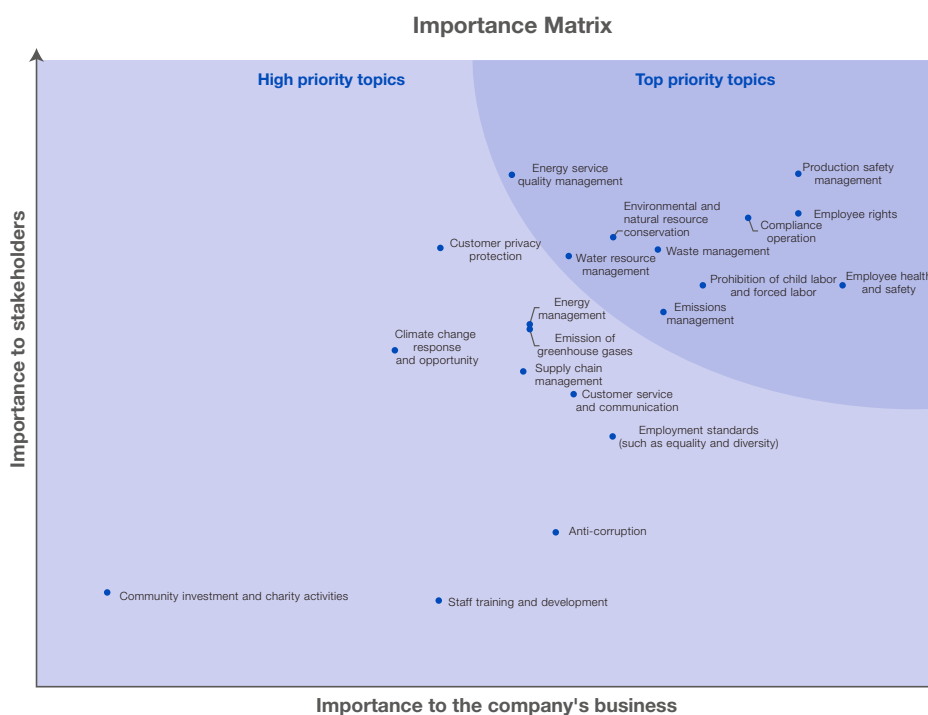 Importance Matrix
High priority topics
Top priority topics
Energy service
quality management
Production safety
management
Environmental and
natural resource
conservation
Employee rights
Compliance
operation
Customer privacy
protection
Water resource
management
Waste management
Prohibition of child labor
and forced labor
Employee health
and safety
Energy
management
Emissions
management
Climate change
response
and opportunity
Emission of
greenhouse gases
Supply chain
management
Customer service
and communication
Employment standards
(such as equality and diversity)
Anti-corruption
Community investment and charity activities
Staff training and development
Importance to stakeholders
Importance to the company's business